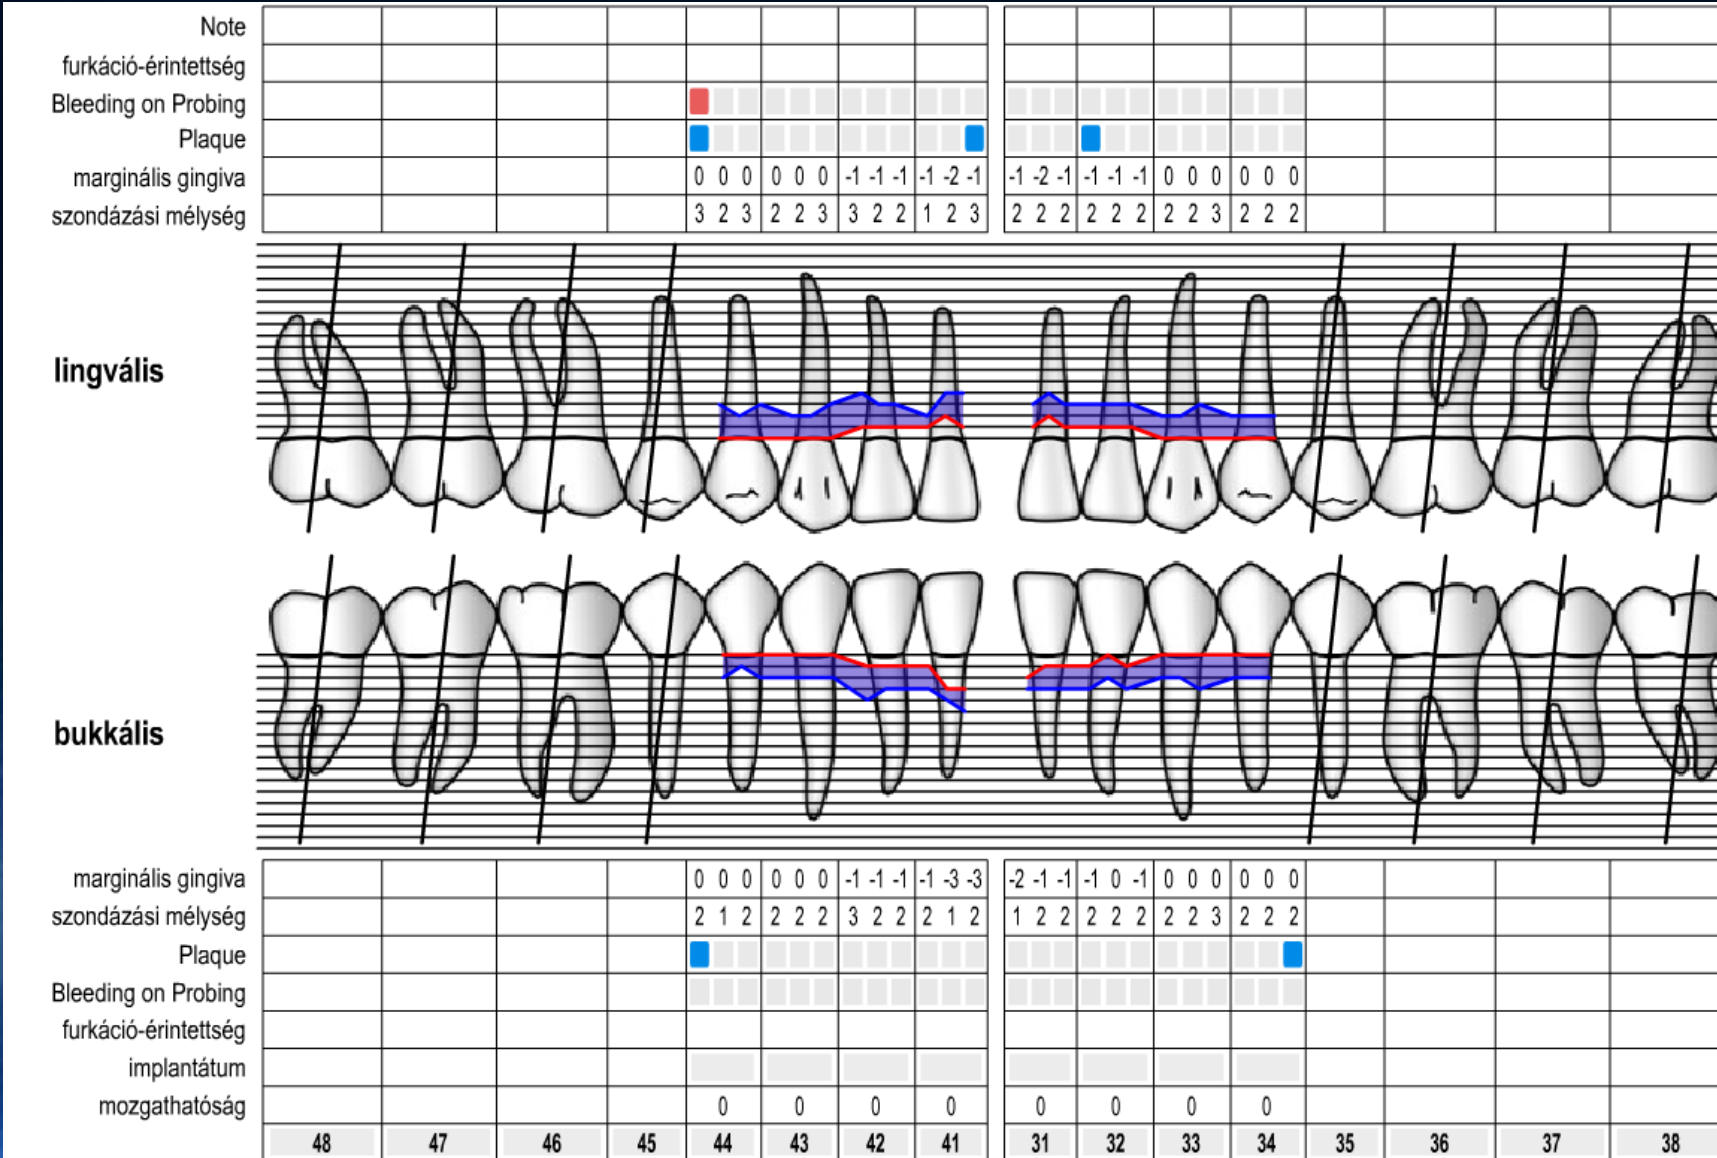 Note
furkáció-érintettség
Bleeding on Probing
Plaque
marginális gingiva 0 0 0 0 0 0 -1 -1 -1 -1 -2 -1 -1 -2 -1 -1 -1 -1 0 0 0 0 0 0
szondázási mélység 3 2 3 2 2 3 3 2 2 1 2 3 2 2 2 2 2 2 2 2 3 2 2 2
lingvális
bukkális
marginális gingiva 0 0 0 0 0 0 -1 -1 -1 -1 -3 -3 -2 -1 -1 -1 0 -1 0 0 0 0 0 0
szondázási mélység 2 1 2 2 2 2 3 2 2 2 1 2 1 2 2 2 2 2 2 2 3 2 2 2
Plaque
Bleeding on Probing
furkáció-érintettség
implantátum
mozgathatóság 0 0 0 0 0 0 0 0
48 47 46 45 44 43 42 41 31 32 33 34 35 36 37 38